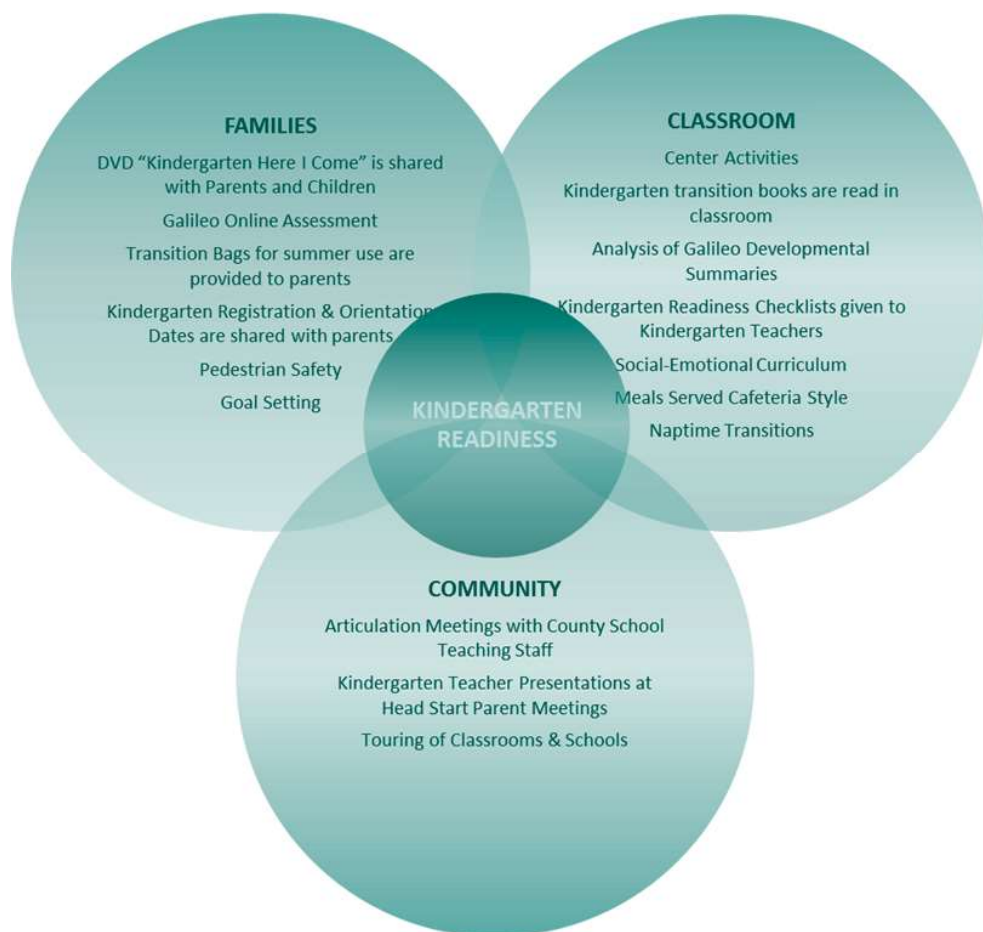 FAMILIES
DVD “Kindergarten Here I Come” is shared
with Parents and Children
Galileo Online Assessment
Transition Bags for summer use are
provided to parents
Kindergarten Registration & Orientation
Dates are shared with parents
Pedestrian Safety
Goal Setting
CLASSROOM
Center Activities
Kindergarten transition books are read in
classroom
Analysis of Galileo Developmental
Summaries
Kindergarten Readiness Checklists given to
Kindergarten Teachers
Social-Emotional Curriculum
Meals Served Cafeteria Style
Naptime Transitions
KINDERGARTEN
READINESS
COMMUNITY
Articulation Meetings with County School
Teaching Staff
Kindergarten Teacher Presentations at
Head Start Parent Meetings
Touring of Classrooms & Schools